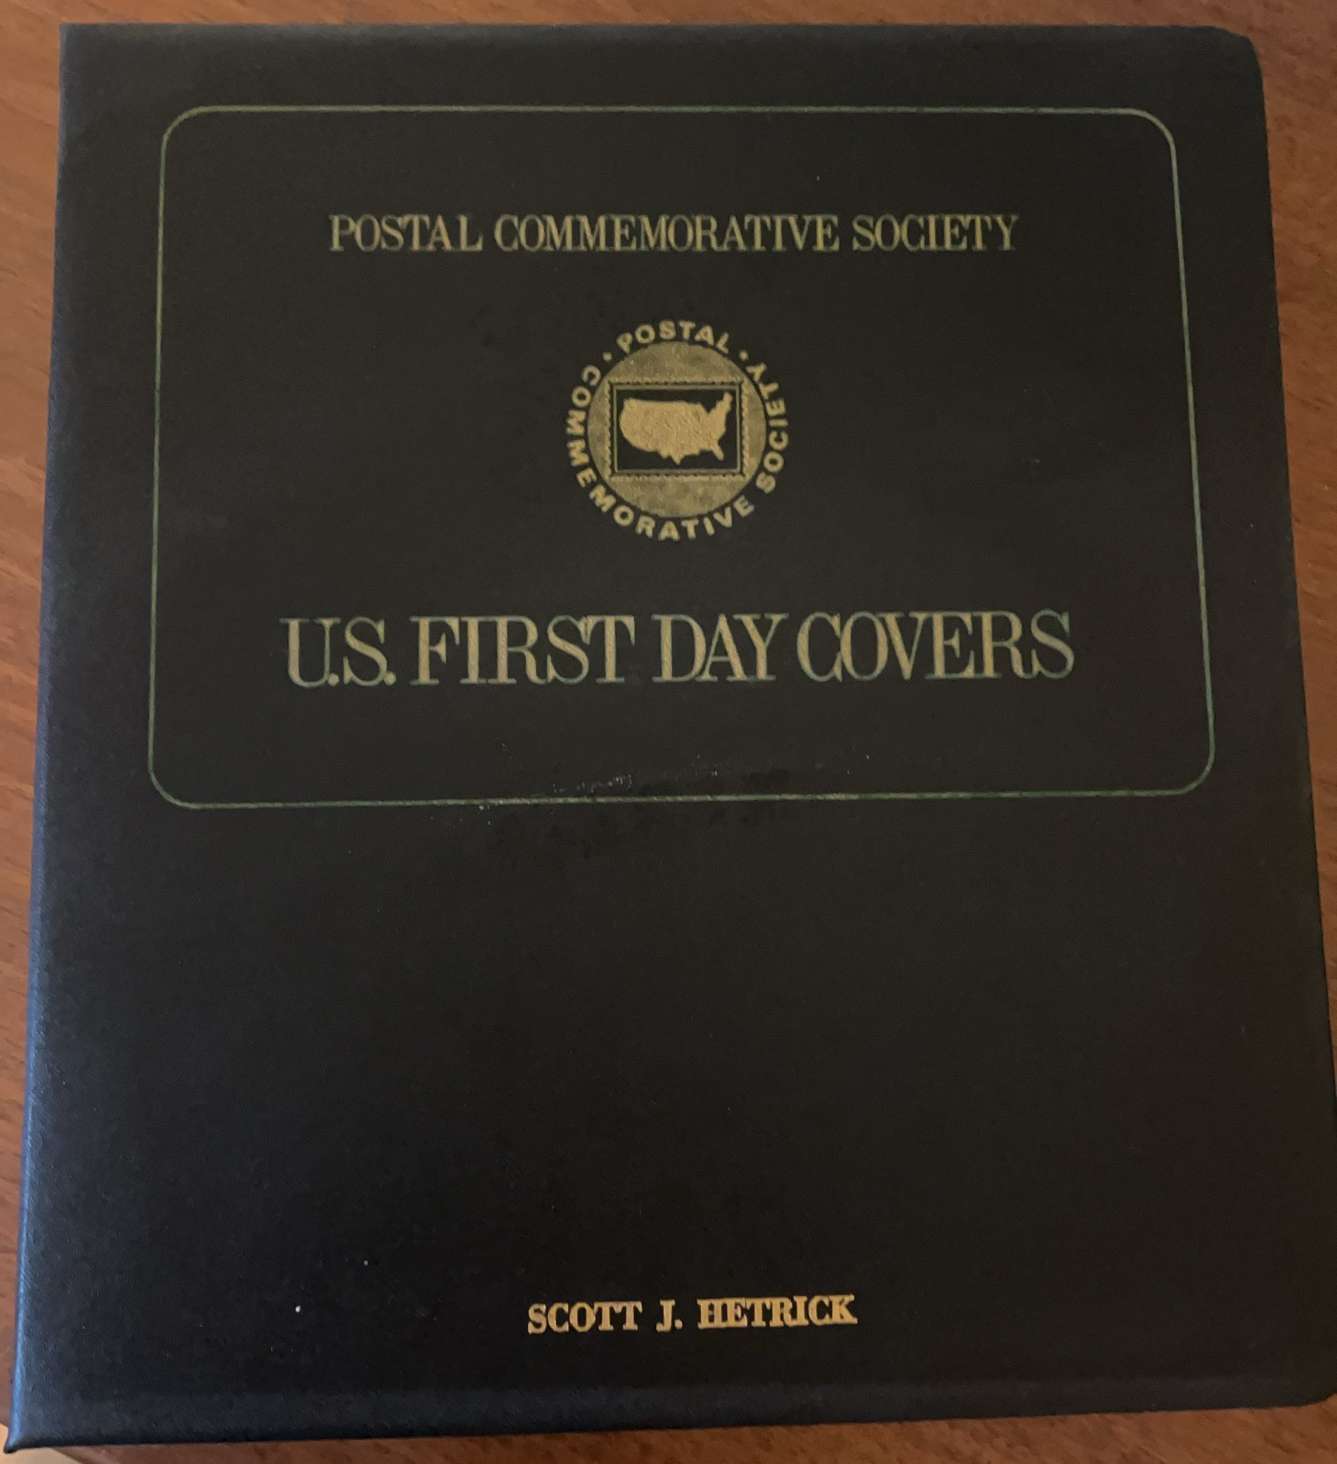 POSTAL COMMEMORATIVE SOCIETY
• POSTAL • COMMEMORATIVE SOCIETY
U.S. FIRST DAY COVERS
SCOTT J. HETRICK